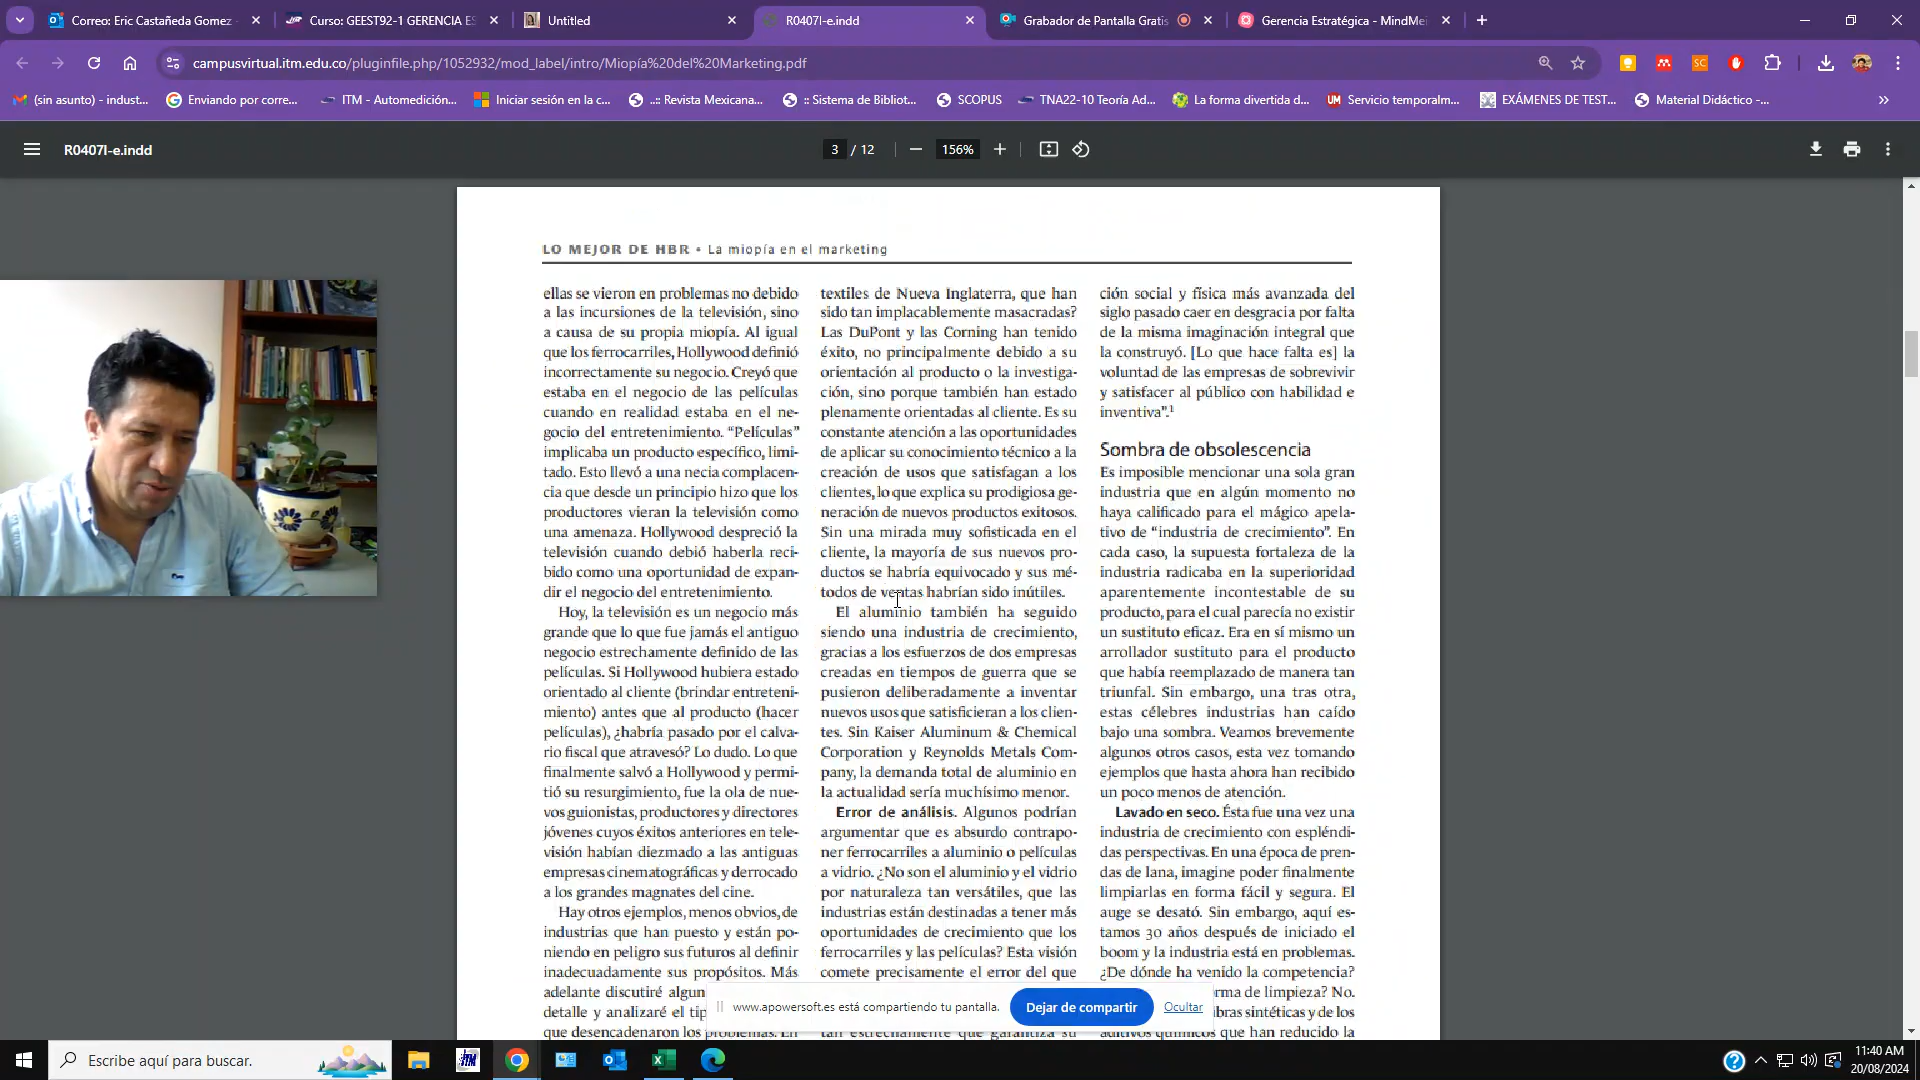 Correo: Eric Castañeda Gomez
Curso: GEEST92-1 GERENCIA ES
Untitled
R0407l-e.indd
Grabador de Pantalla Gratis
Gerencia Estratégica - MindMei
campusvirtual.itm.edu.co/pluginfile.php/1052932/mod_label/intro/Miopía%20del%20Marketing.pdf
(sin asunto) - indust...
Enviando por corre...
ITM - Automedición...
Iniciar sesión en la c...
..:: Revista Mexicana...
:: Sistema de Bibliot...
SCOPUS
TNA22-10 Teoría Ad...
La forma divertida d...
Servicio temporalm...
EXÁMENES DE TEST...
Material Didáctico -...
R0407l-e.indd
3 / 12
156%
LO MEJOR DE HBR • La miopía en el marketing
ellas se vieron en problemas no debido
a las incursiones de la televisión, sino
a causa de su propia miopía. Al igual
que los ferrocarriles, Hollywood definió
incorrectamente su negocio. Creyó que
estaba en el negocio de las películas
cuando en realidad estaba en el ne-
gocio del entretenimiento. “Películas”
implicaba un producto específico, limi-
tado. Esto llevó a una necia complacen-
cia que desde un principio hizo que los
productores vieran la televisión como
una amenaza. Hollywood despreció la
televisión cuando debió haberla reci-
bido como una oportunidad de expan-
dir el negocio del entretenimiento.
Hoy, la televisión es un negocio más
grande que lo que fue jamás el antiguo
negocio estrechamente definido de las
películas. Si Hollywood hubiera estado
orientado al cliente (brindar entreteni-
miento) antes que al producto (hacer
películas), ¿habría pasado por el calva-
rio fiscal que atravesó? Lo dudo. Lo que
finalmente salvó a Hollywood y permi-
tió su resurgimiento, fue la ola de nue-
vos guionistas, productores y directores
jóvenes cuyos éxitos anteriores en tele-
visión habían diezmado a las antiguas
empresas cinematográficas y derrocado
a los grandes magnates del cine.
Hay otros ejemplos, menos obvios, de
industrias que han puesto y están po-
niendo en peligro sus futuros al definir
inadecuadamente sus propósitos. Más
adelante discutiré algun
detalle y analizaré el tip
que desencadenaron los problemas. En
textiles de Nueva Inglaterra, que han
sido tan implacablemente masacradas?
Las DuPont y las Corning han tenido
éxito, no principalmente debido a su
orientación al producto o la investiga-
ción, sino porque también han estado
plenamente orientadas al cliente. Es su
constante atención a las oportunidades
de aplicar su conocimiento técnico a la
creación de usos que satisfagan a los
clientes, lo que explica su prodigiosa ge-
neración de nuevos productos exitosos.
Sin una mirada muy sofisticada en el
cliente, la mayoría de sus nuevos pro-
ductos se habría equivocado y sus mé-
todos de ventas habrían sido inútiles.
El aluminio también ha seguido
siendo una industria de crecimiento,
gracias a los esfuerzos de dos empresas
creadas en tiempos de guerra que se
pusieron deliberadamente a inventar
nuevos usos que satisficieran a los clien-
tes. Sin Kaiser Aluminum & Chemical
Corporation y Reynolds Metals Com-
pany, la demanda total de aluminio en
la actualidad sería muchísimo menor.
Error de análisis. Algunos podrían
argumentar que es absurdo contrapo-
ner ferrocarriles a aluminio o películas
a vidrio. ¿No son el aluminio y el vidrio
por naturaleza tan versátiles, que las
industrias están destinadas a tener más
oportunidades de crecimiento que los
ferrocarriles y las películas? Esta visión
comete precisamente el error del que
tan estrechamente que garantiza su
ción social y física más avanzada del
siglo pasado caer en desgracia por falta
de la misma imaginación integral que
la construyó. [Lo que hace falta es] la
voluntad de las empresas de sobrevivir
y satisfacer al público con habilidad e
inventiva”.¹
Sombra de obsolescencia
Es imposible mencionar una sola gran
industria que en algún momento no
haya calificado para el mágico apela-
tivo de “industria de crecimiento”. En
cada caso, la supuesta fortaleza de la
industria radicaba en la superioridad
aparentemente incontestable de su
producto, para el cual parecía no existir
un sustituto eficaz. Era en sí mismo un
arrollador sustituto para el producto
que había reemplazado de manera tan
triunfal. Sin embargo, una tras otra,
estas célebres industrias han caído
bajo una sombra. Veamos brevemente
algunos otros casos, esta vez tomando
ejemplos que hasta ahora han recibido
un poco menos de atención.
Lavado en seco. Ésta fue una vez una
industria de crecimiento con espléndi-
das perspectivas. En una época de pren-
das de lana, imagine poder finalmente
limpiarlas en forma fácil y segura. El
auge se desató. Sin embargo, aquí es-
tamos 30 años después de iniciado el
boom y la industria está en problemas.
¿De dónde ha venido la competencia?
rma de limpieza? No.
bras sintéticas y de los
aditivos químicos que han reducido la
www.apowersoft.es está compartiendo tu pantalla.
Dejar de compartir
Ocultar
Escribe aquí para buscar.
11:40 AM
20/08/2024